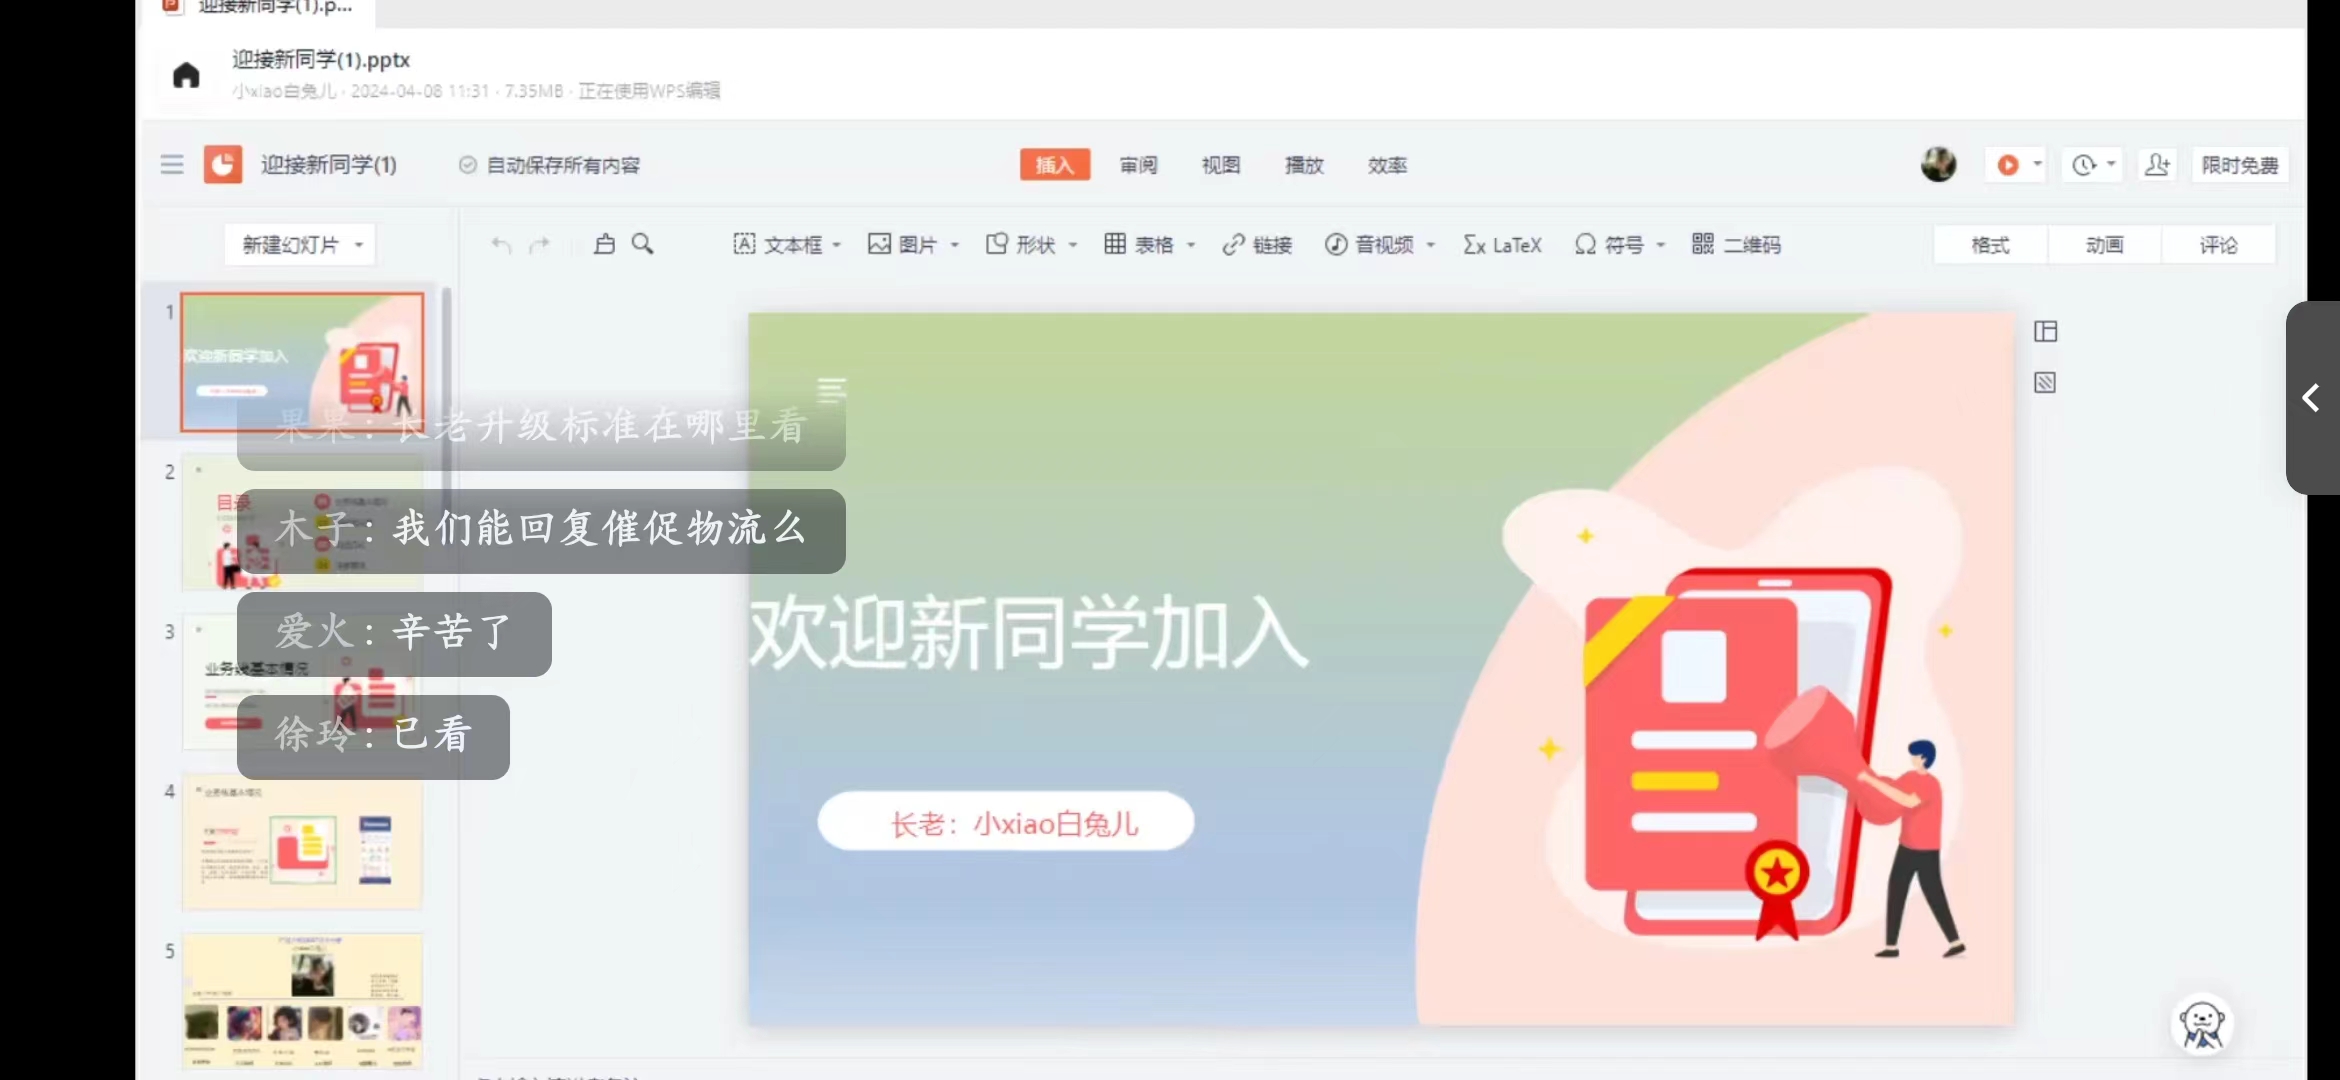 迎接新同学(1).p...
迎接新同学(1).pptx
小xiao白兔儿 · 2024-04-08 11:31 · 7.35MB · 正在使用WPS编辑
迎接新同学(1)
自动保存所有内容
插入 审阅 视图 播放 效率
限时免费
新建幻灯片
文本框 图片 形状 表格 链接 音视频 LaTeX 符号 二维码
格式 动画 评论
1
欢迎新同学加入
果果：长老升级标准在哪里看
2
目录
木子：我们能回复催促物流么
爱火：辛苦了
3
业务线基本情况
徐玲：已看
4
业务线基本情况
5
欢迎新同学加入
长老：小xiao白兔儿